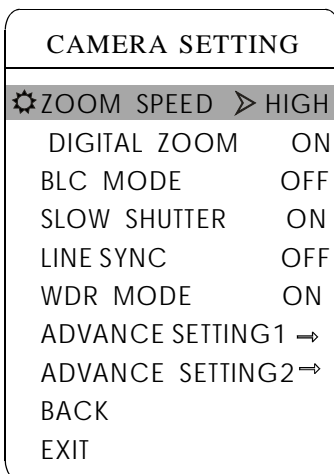 CAMERA SETTING
ZOOM SPEED > HIGH
DIGITAL ZOOM ON
BLC MODE OFF
SLOW SHUTTER ON
LINE SYNC OFF
WDR MODE ON
ADVANCE SETTING1 →
ADVANCE SETTING2 →
BACK
EXIT